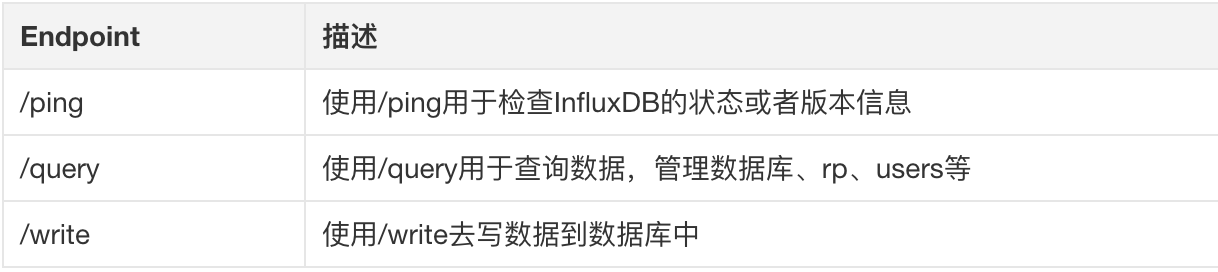 Endpoint 描述
/ping 使用/ping用于检查InfluxDB的状态或者版本信息
/query 使用/query用于查询数据，管理数据库、rp、users等
/write 使用/write去写数据到数据库中